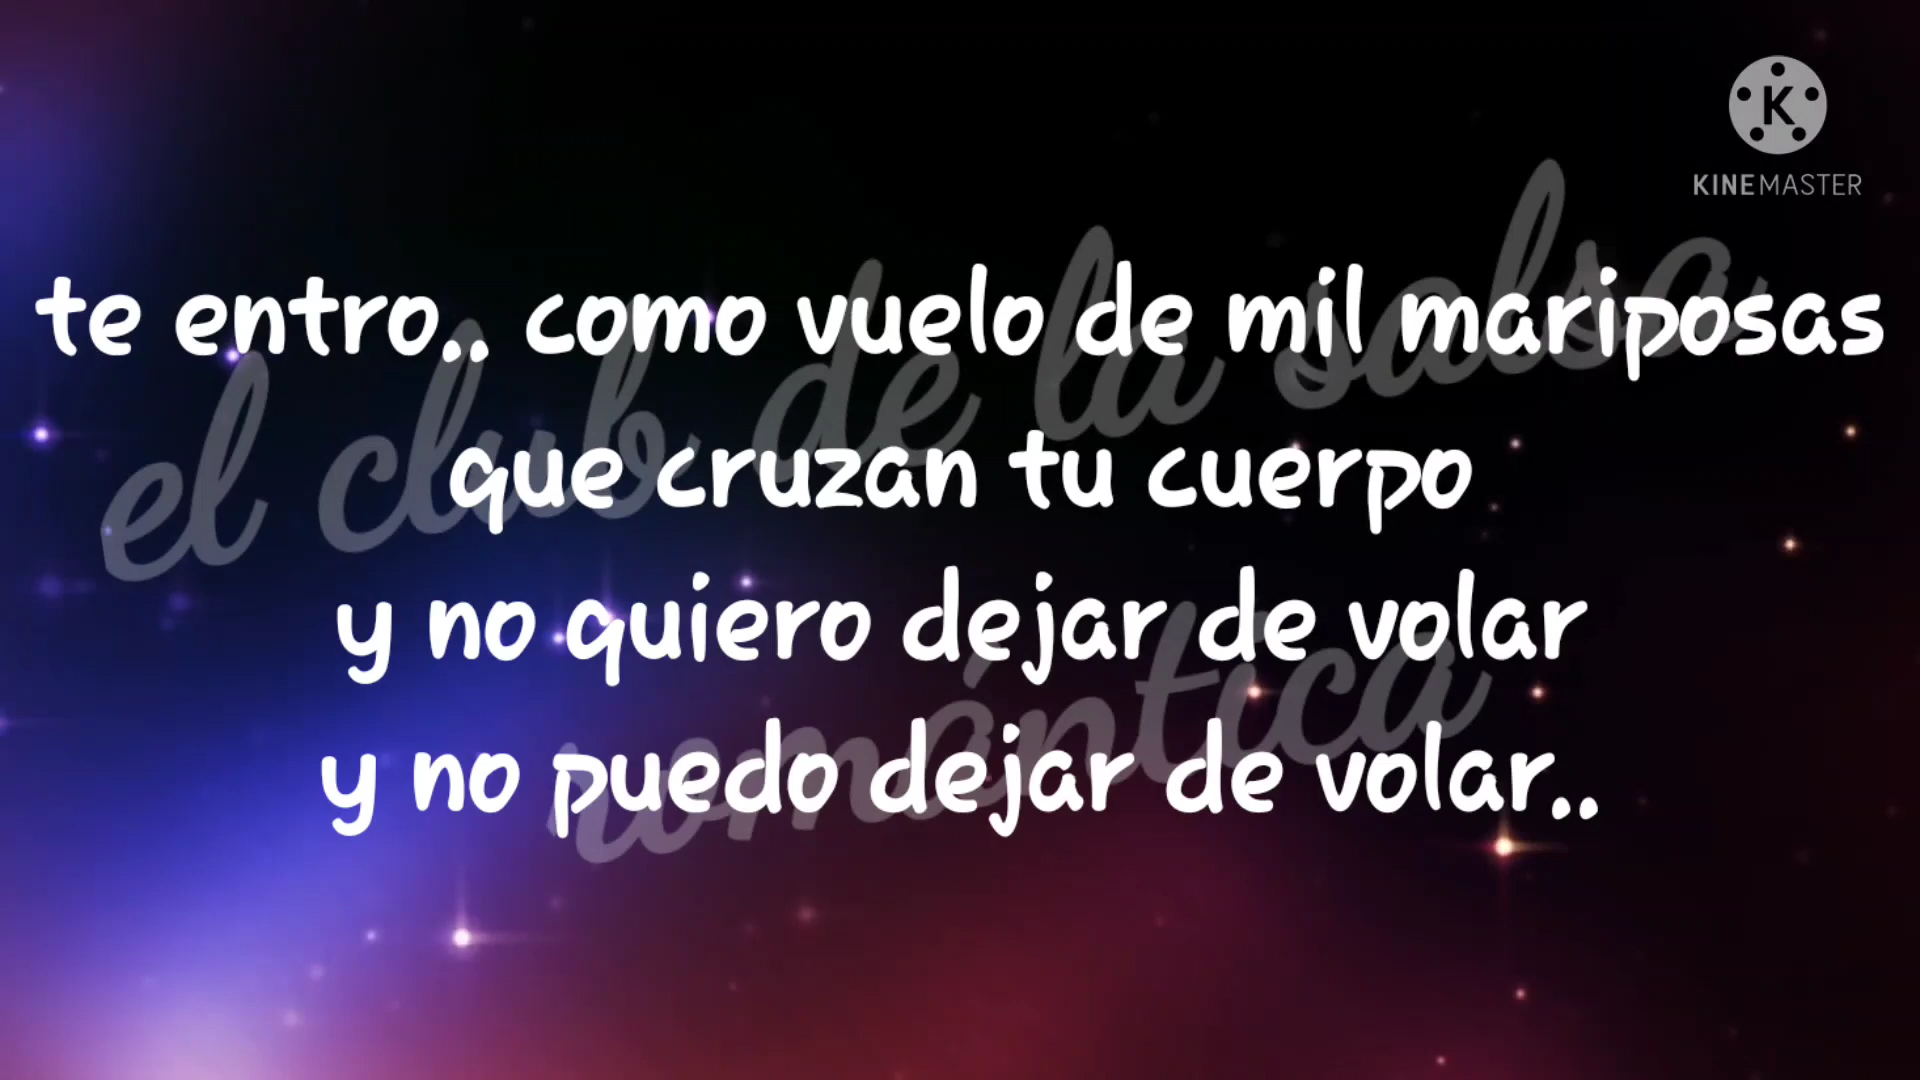 KINEMASTER
te entro.. como vuelo de mil mariposas
que cruzan tu cuerpo
y no quiero dejar de volar
y no puedo dejar de volar..
el club de la salsa
romántica